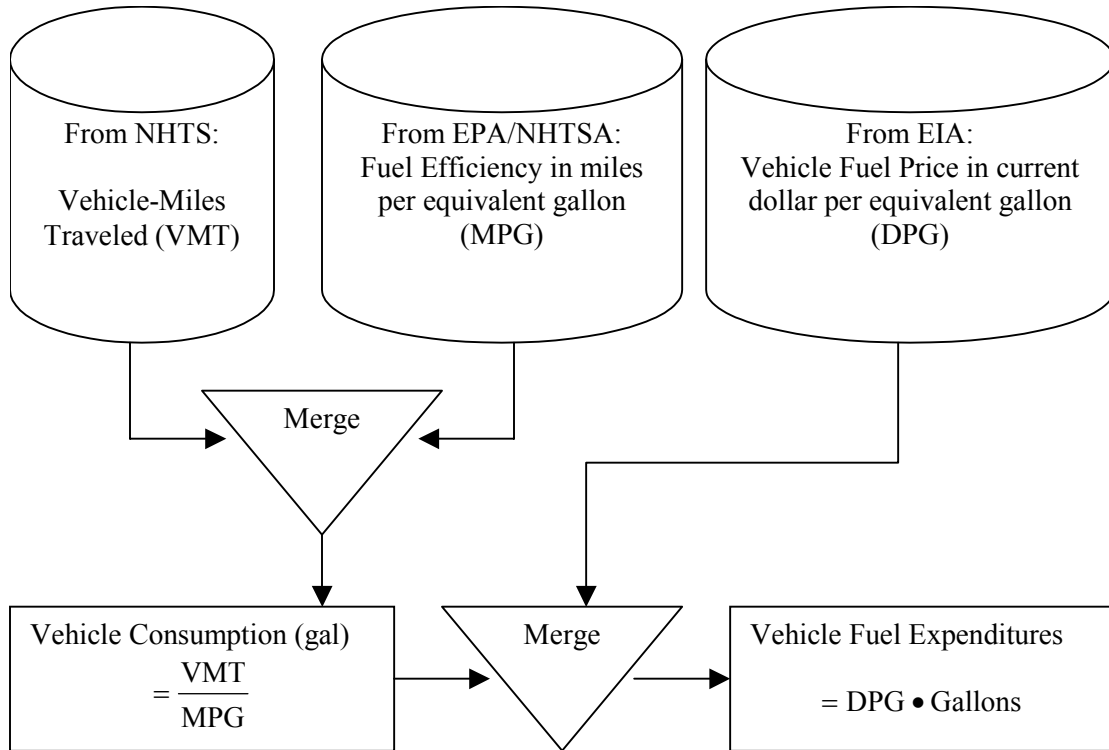 From NHTS:
Vehicle-Miles
Traveled (VMT)
From EPA/NHTSA:
Fuel Efficiency in miles
per equivalent gallon
(MPG)
From EIA:
Vehicle Fuel Price in current
dollar per equivalent gallon
(DPG)
Merge
Vehicle Consumption (gal)
= VMT
MPG
Merge
Vehicle Fuel Expenditures
= DPG • Gallons